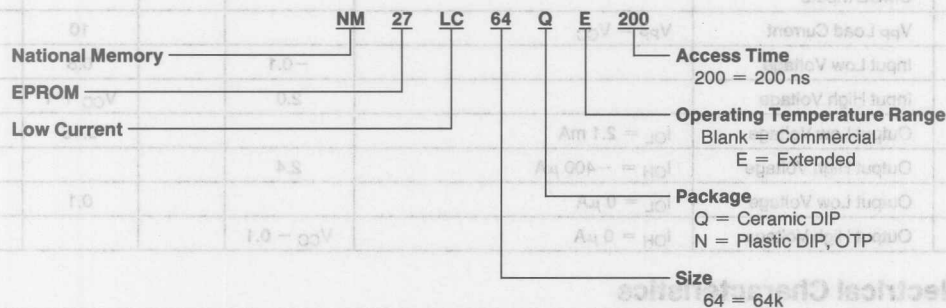 NM 27 LC 64 Q E 200
National Memory
EPROM
Low Current
Access Time
200 = 200 ns
Operating Temperature Range
Blank = Commercial
E = Extended
Package
Q = Ceramic DIP
N = Plastic DIP, OTP
Size
64 = 64k